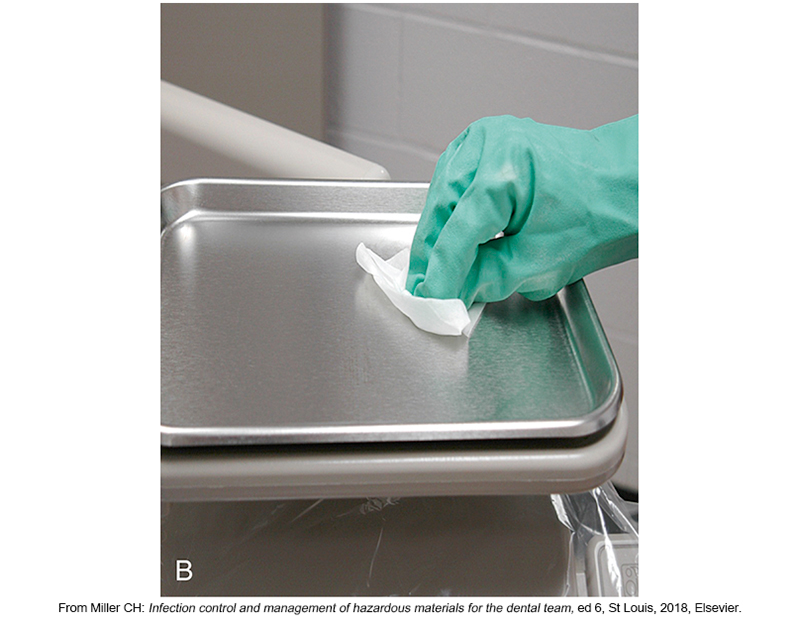 B
From Miller CH: Infection control and management of hazardous materials for the dental team, ed 6, St Louis, 2018, Elsevier.